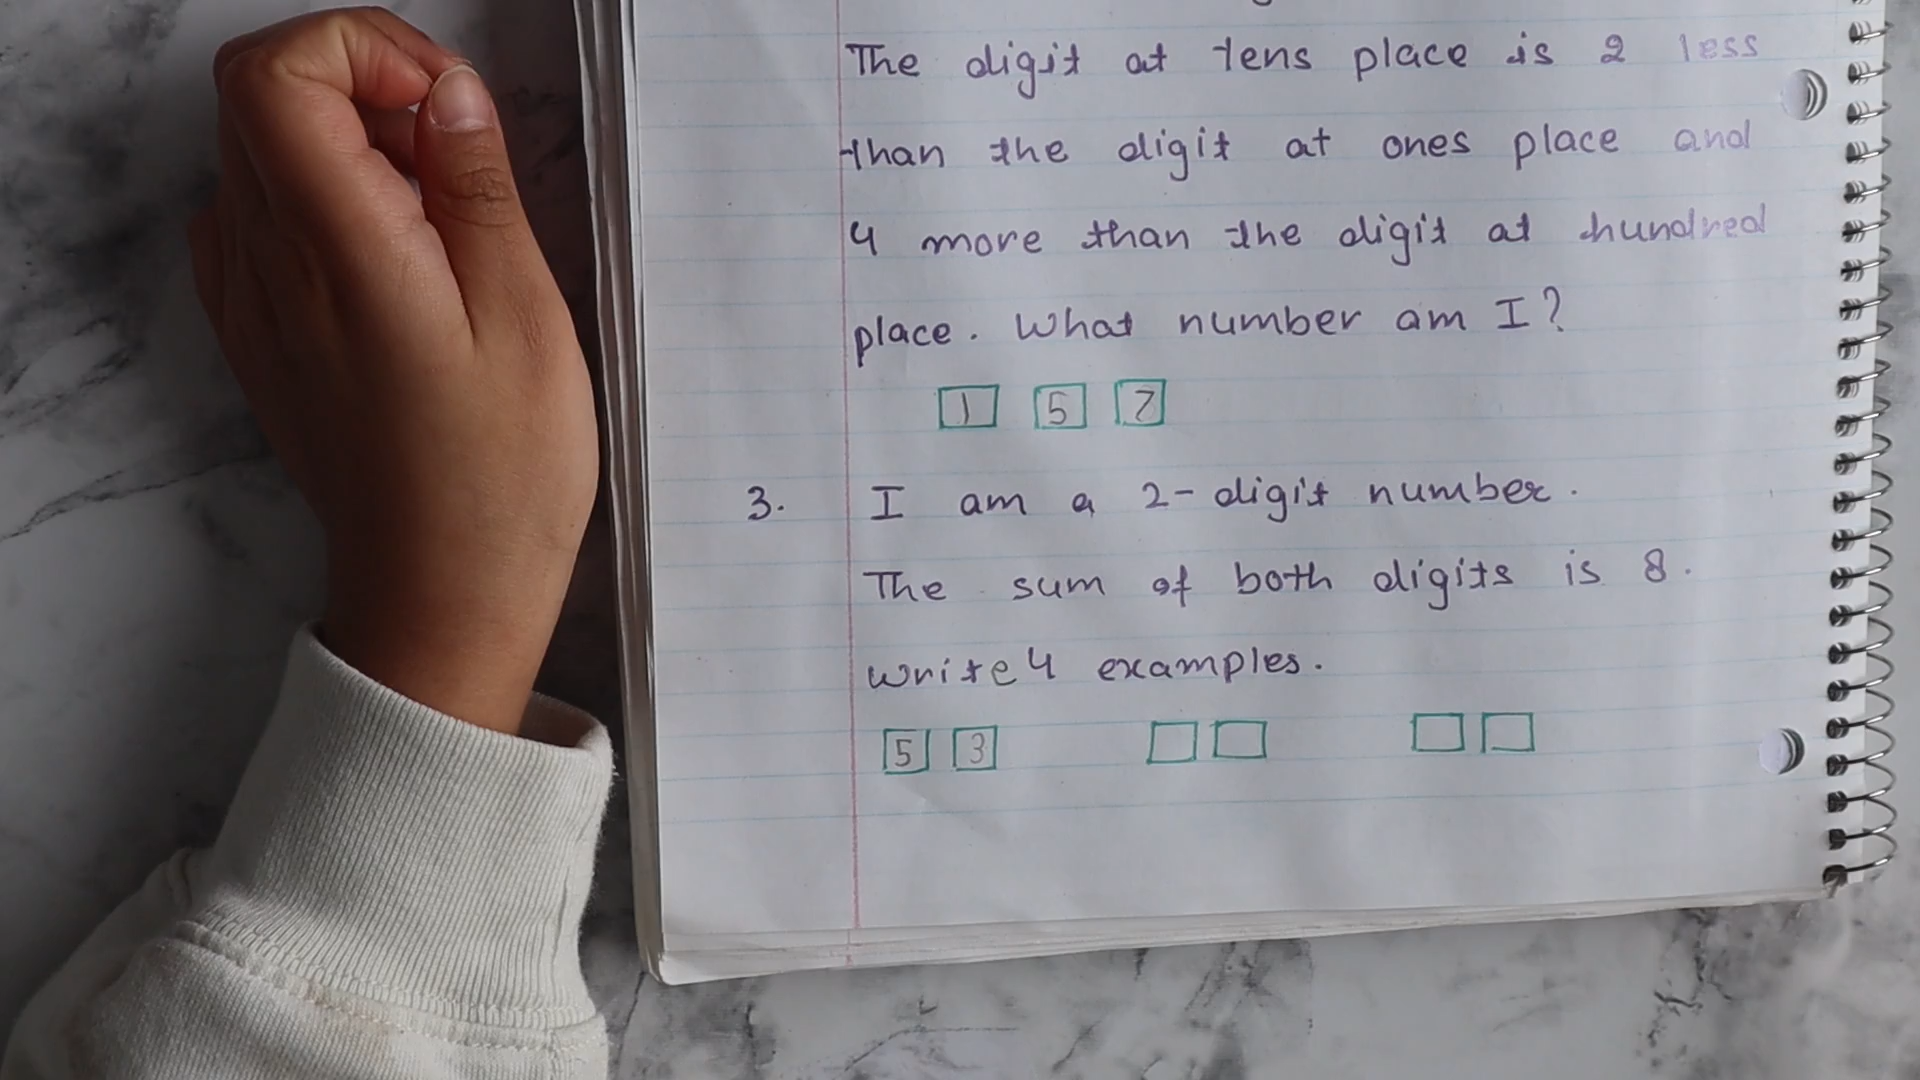 The digit at tens place is 2 less
than the digit at ones place and
4 more than the digit at hundred
place. What number am I?
1 5 7
3. I am a 2-digit number.
The sum of both digits is 8.
write 4 examples.
5 3